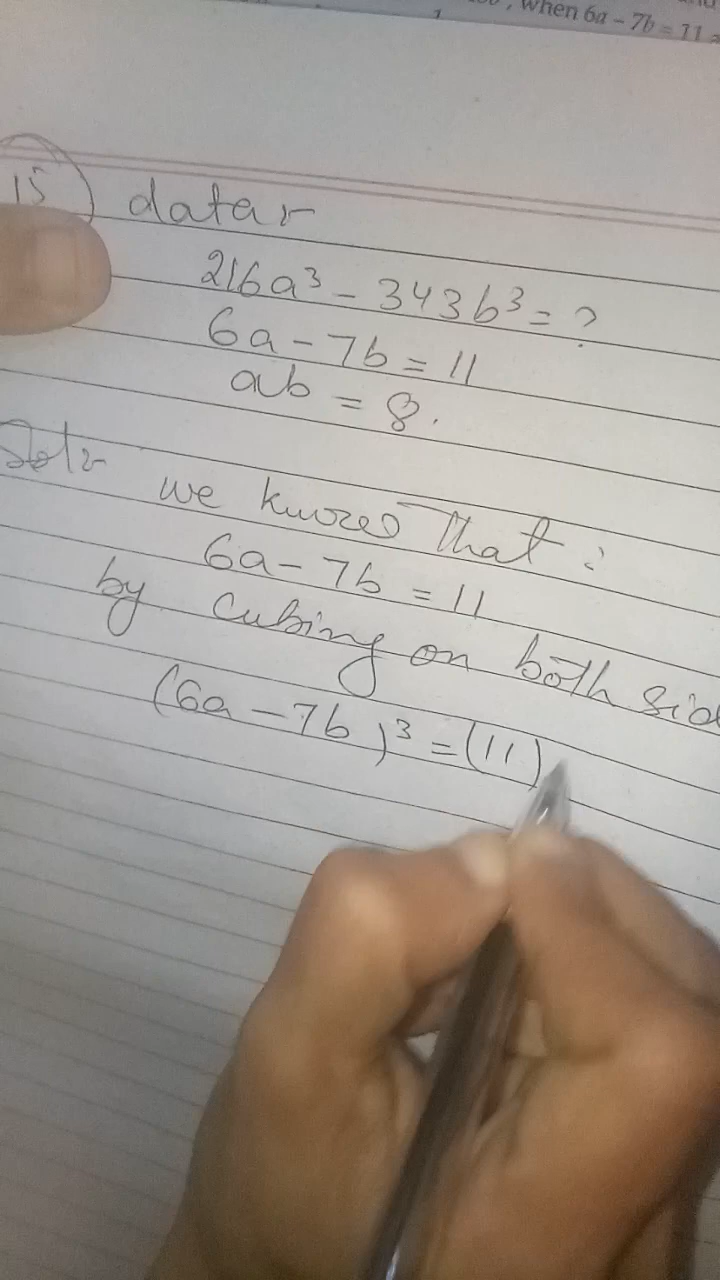 , when 6a - 7b = 11
15) data:-
216a³ - 343b³ = ?
6a - 7b = 11
ab = 8.
Sol:- we knows that :
6a - 7b = 11
by cubing on both sid
(6a - 7b)³ = (11)